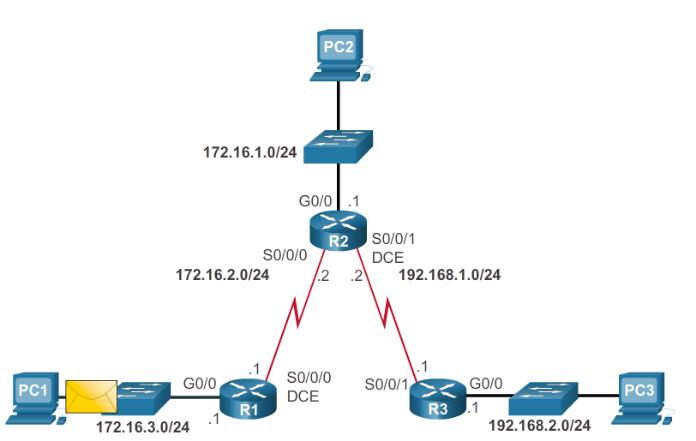 PC2
172.16.1.0/24
G0/0
.1
R2
S0/0/0
S0/0/1
DCE
172.16.2.0/24
.2
.2
192.168.1.0/24
.1
S0/0/0
DCE
.1
S0/0/1
PC1
G0/0
R1
.1
172.16.3.0/24
R3
G0/0
.1
192.168.2.0/24
PC3